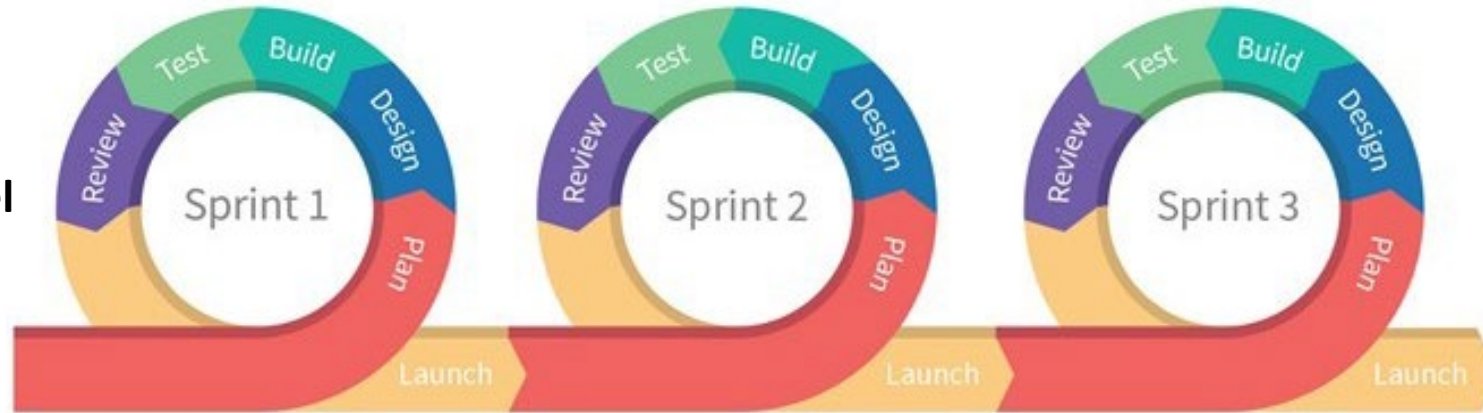 Test Build Test Build Test Build
Review Design Review Design Review Design
el Sprint 1 Sprint 2 Sprint 3
Plan Plan Plan
Launch Launch Launch